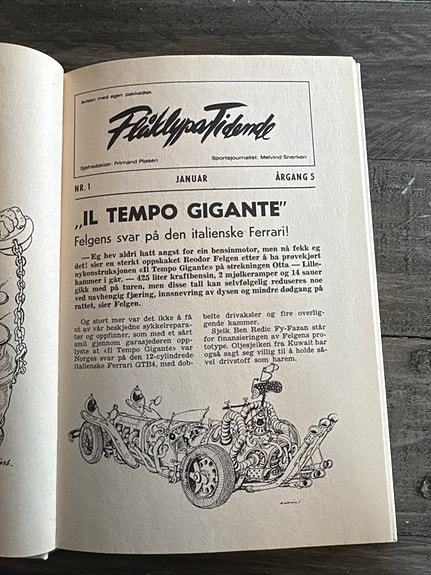 Avisen med egen pakkedisk
Flåklypa Tidende
Sjefredaktør: Frimand Pløsen
Sportsjournalist: Melvind Snerken
NR. 1
JANUAR
ÅRGANG 5
„IL TEMPO GIGANTE”
Felgens svar på den italienske Ferrari!
— Eg hev aldri hatt angst for ein bensinmotor, men nå fekk eg
det! sier en sterkt oppskaket Reodor Felgen etter å ha prøvekjørt
nykonstruksjonen «Il Tempo Gigante» på strekningen Otta — Lille-
hammer i går. — 425 liter kraftbensin, 2 mjølkeramper og 14 sauer
gikk med på turen, men disse tall kan selvfølgelig reduseres noe
ved uavhengig fjæring, innsnevring av dysen og mindre dødgang på
rattet, sier Felgen.
Og stort mer var det ikke å få
ut av vår beskjedne sykkelrepara-
tør og oppfinner, som med et sårt
smil gjennom garasjedøren opp-
lyste at «Il Tempo Gigante» var
Norges svar på den 12-cylindrede
italienske Ferrari GTB4, med dob-
belte drivaksler og fire overlig-
gende kammer.
Sjeik Ben Redic Fy-Fazan står
for finansieringen av Felgens pro-
totype. Oljesjeiken fra Kuwait har
også sagt seg villig til å holde så-
vel drivstoff som harem.